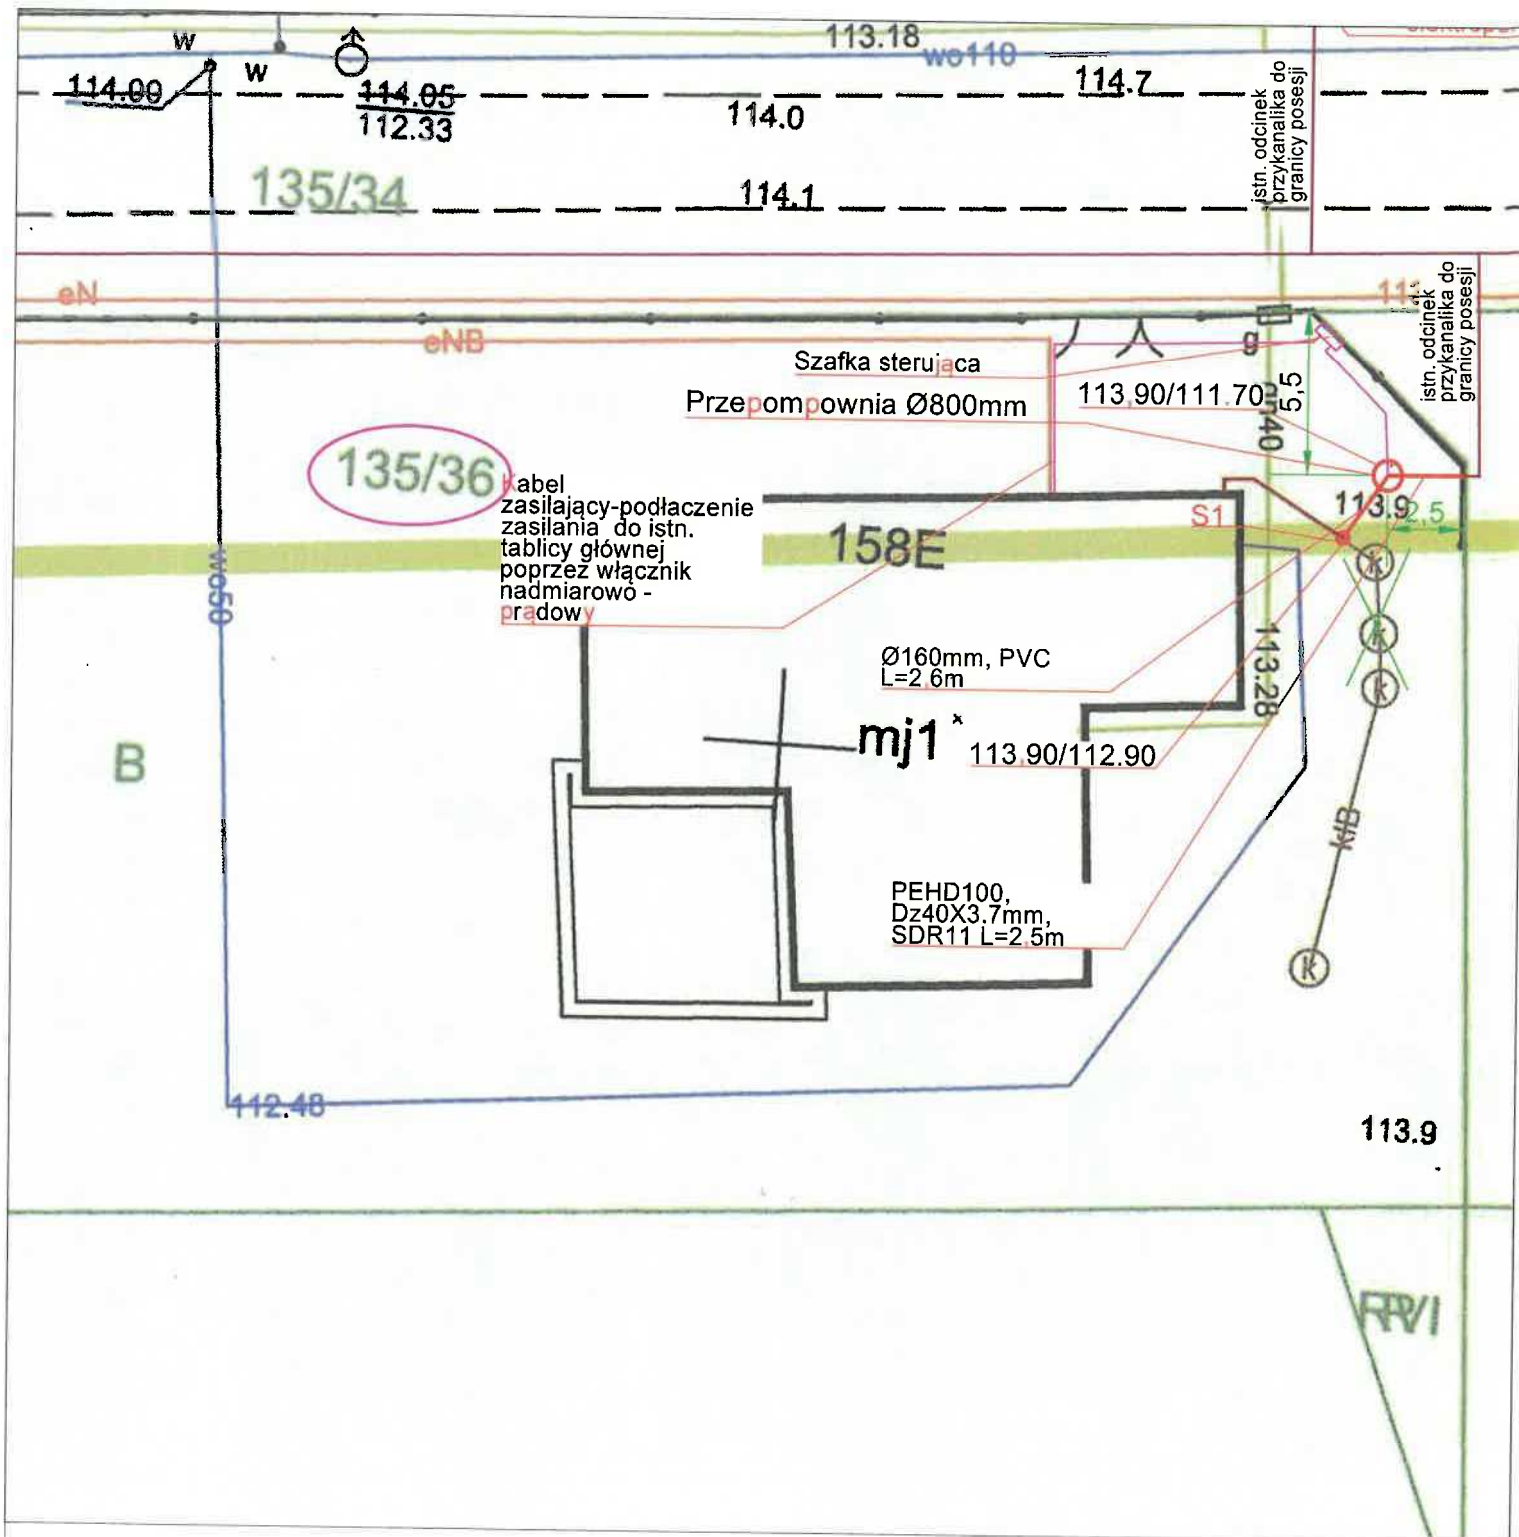 113.18
w
wo110
w
114.7
114.00
114.05
112.33
114.0
istn. odcinek
przykanalika do
granicy posesji
135/34
114.1
eN
istn. odcinek
przykanalika do
granicy posesji
eNB
g
Szafka sterująca
113,90/111.70
5,5
Przepompownia Ø800mm
135/36
Kabel
zasilający-podłaczenie
zasilania do istn.
tablicy głównej
poprzez włącznik
nadmiarowo -
prądowy
113.9
2,5
S1
158E
k
wo50
k
113.28
Ø160mm, PVC
L=2,6m
k
mj1
113,90/112.90
B
k/B
PEHD100,
Dz40X3.7mm,
SDR11 L=2,5m
k
112.48
113.9